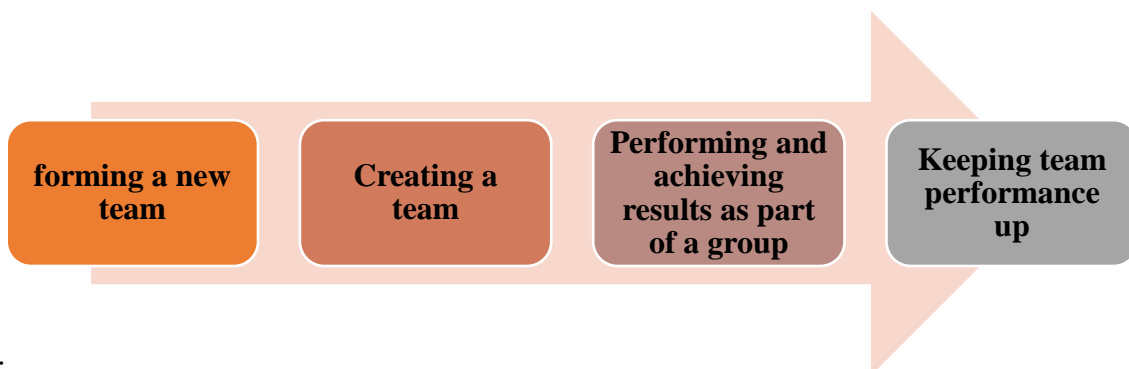 forming a new
team
Creating a
team
Performing and
achieving
results as part
of a group
Keeping team
performance
up
.